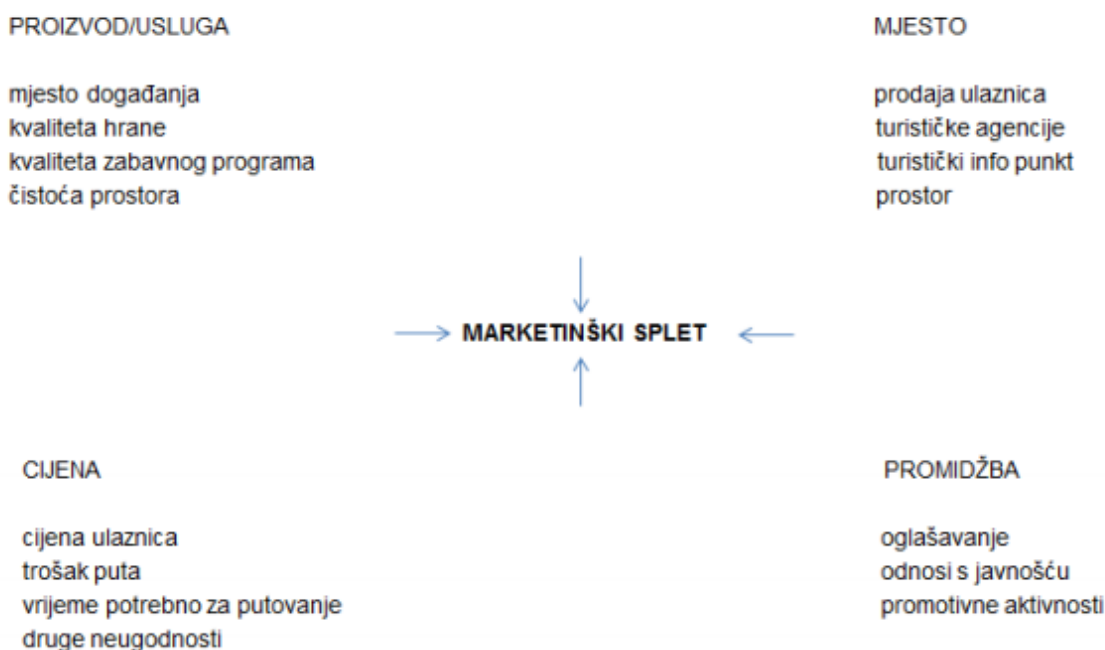 PROIZVOD/USLUGA
mjesto događanja
kvaliteta hrane
kvaliteta zabavnog programa
čistoća prostora
MJESTO
prodaja ulaznica
turističke agencije
turistički info punkt
prostor
MARKETINŠKI SPLET
CIJENA
cijena ulaznica
trošak puta
vrijeme potrebno za putovanje
druge neugodnosti
PROMIDŽBA
oglašavanje
odnosi s javnošću
promotivne aktivnosti